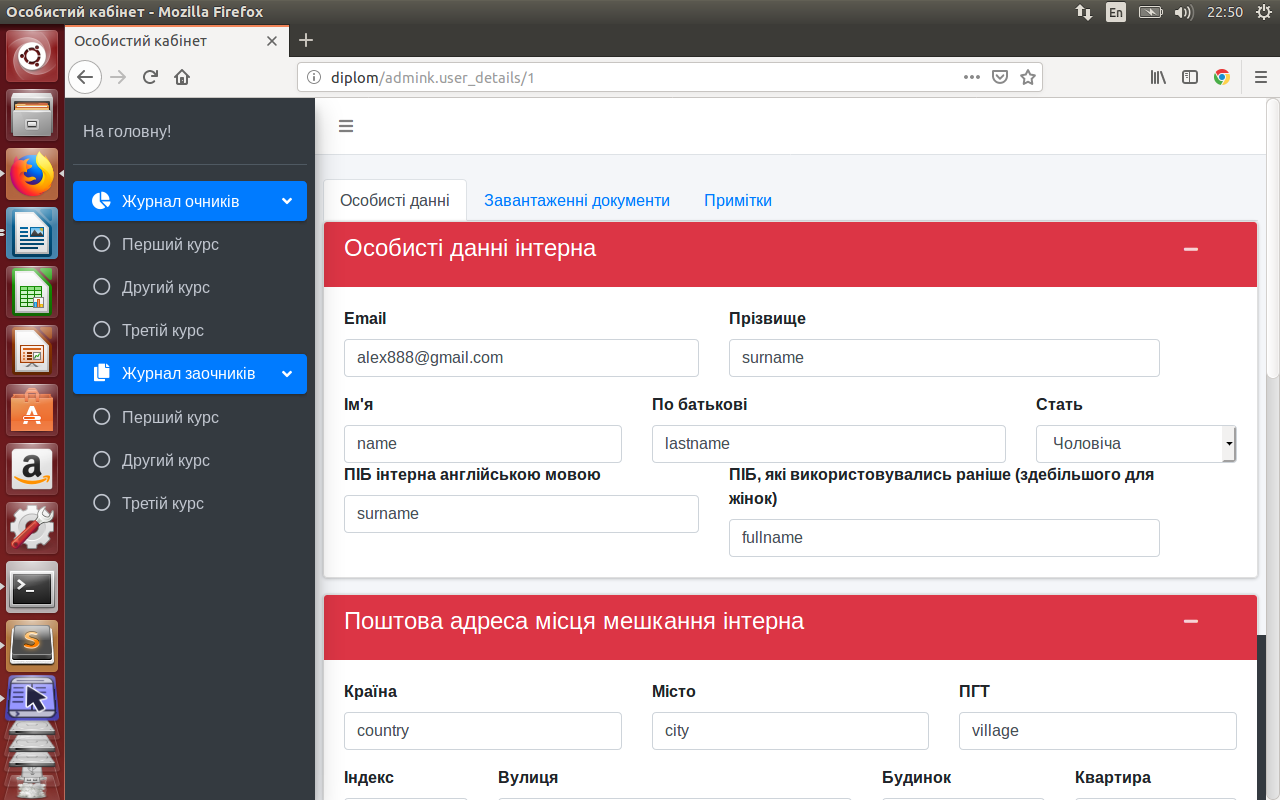 Особистий кабінет - Mozilla Firefox
En
22:50
Особистий кабінет
diplom/admink.user_details/1
На головну!
Журнал очників
Перший курс
Другий курс
Третій курс
Журнал заочників
Перший курс
Другий курс
Третій курс
Особисті данні
Завантаженні документи
Примітки
Особисті данні інтерна
Email
Прізвище
alex888@gmail.com
surname
Ім'я
По батькові
Стать
name
lastname
Чоловіча
ПІБ інтерна англійською мовою
ПІБ, які використовувались раніше (здебільшого для
жінок)
surname
fullname
Поштова адреса місця мешкання інтерна
Країна
Місто
ПГТ
country
city
village
Індекс
Вулиця
Будинок
Квартира